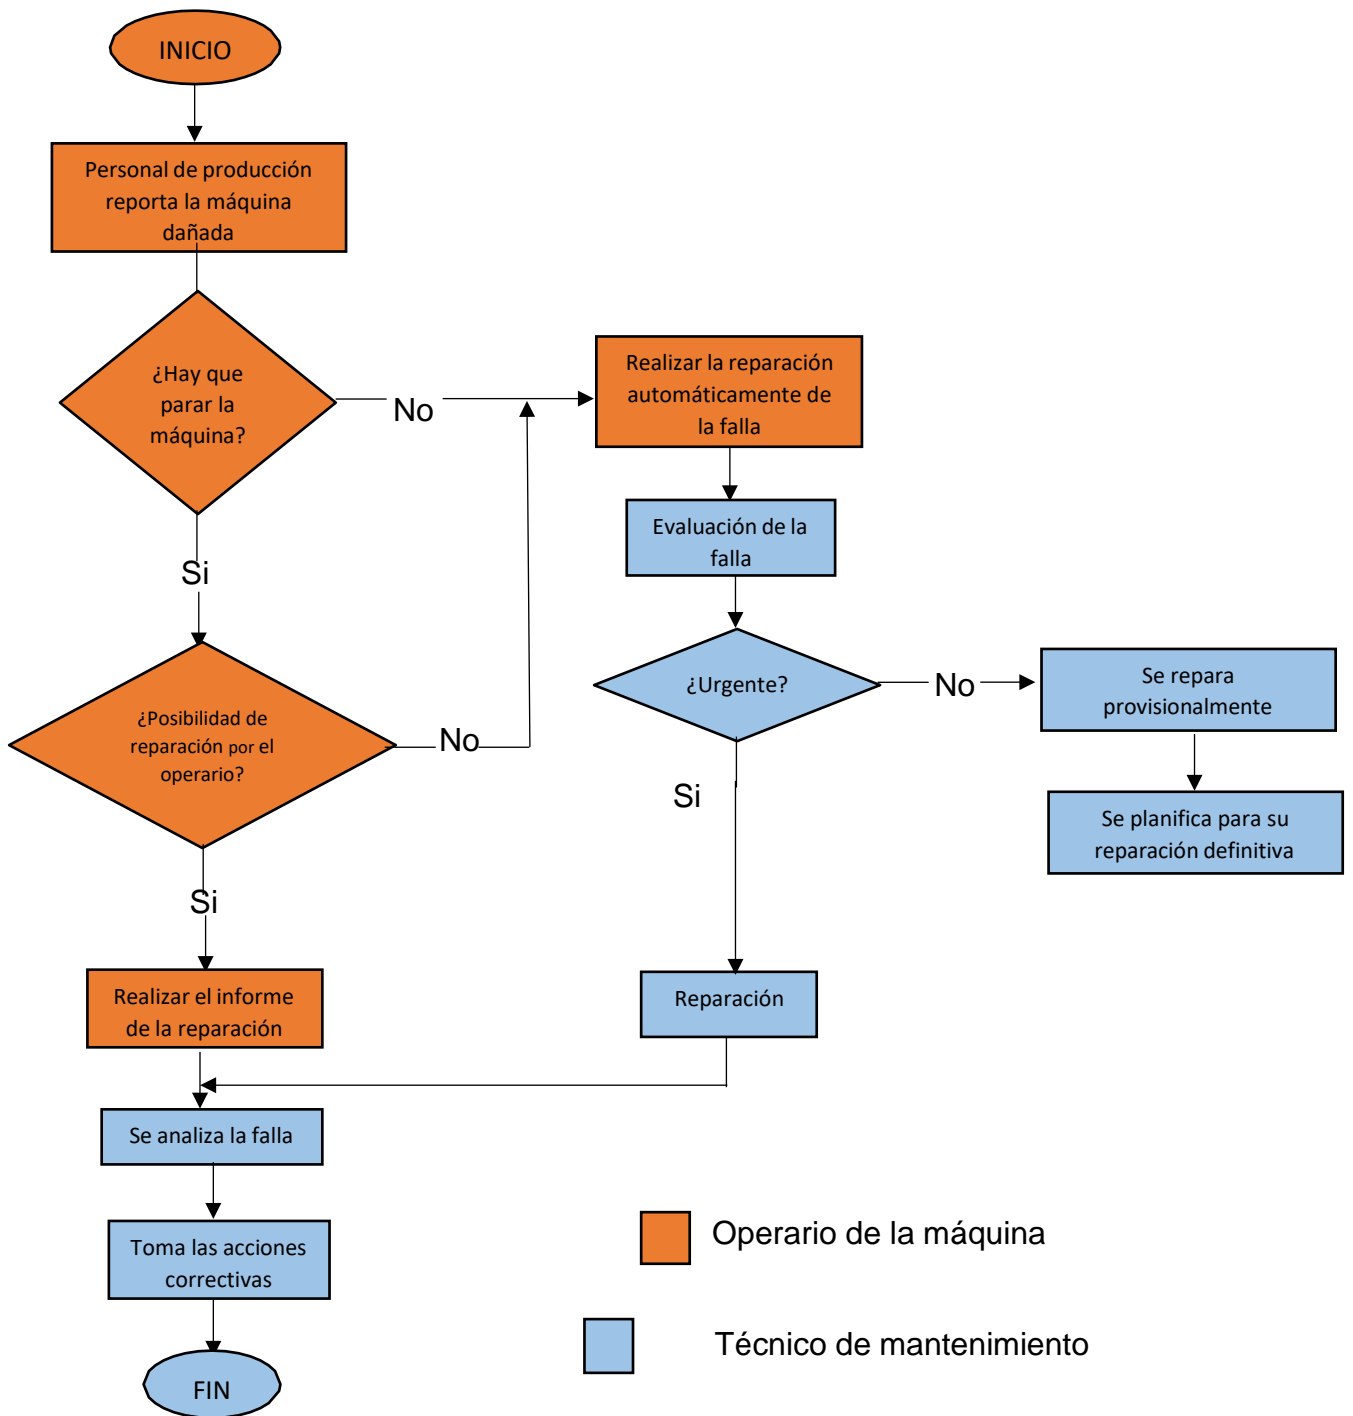 INICIO
Personal de producción
reporta la máquina
dañada
¿Hay que
parar la
máquina?
No
Realizar la reparación
automáticamente de
la falla
Evaluación de la
falla
Si
¿Posibilidad de
reparación por el
operario?
No
¿Urgente?
No
Se repara
provisionalmente
Se planifica para su
reparación definitiva
Si
Si
Realizar el informe
de la reparación
Reparación
Se analiza la falla
Toma las acciones
correctivas
FIN
Operario de la máquina
Técnico de mantenimiento